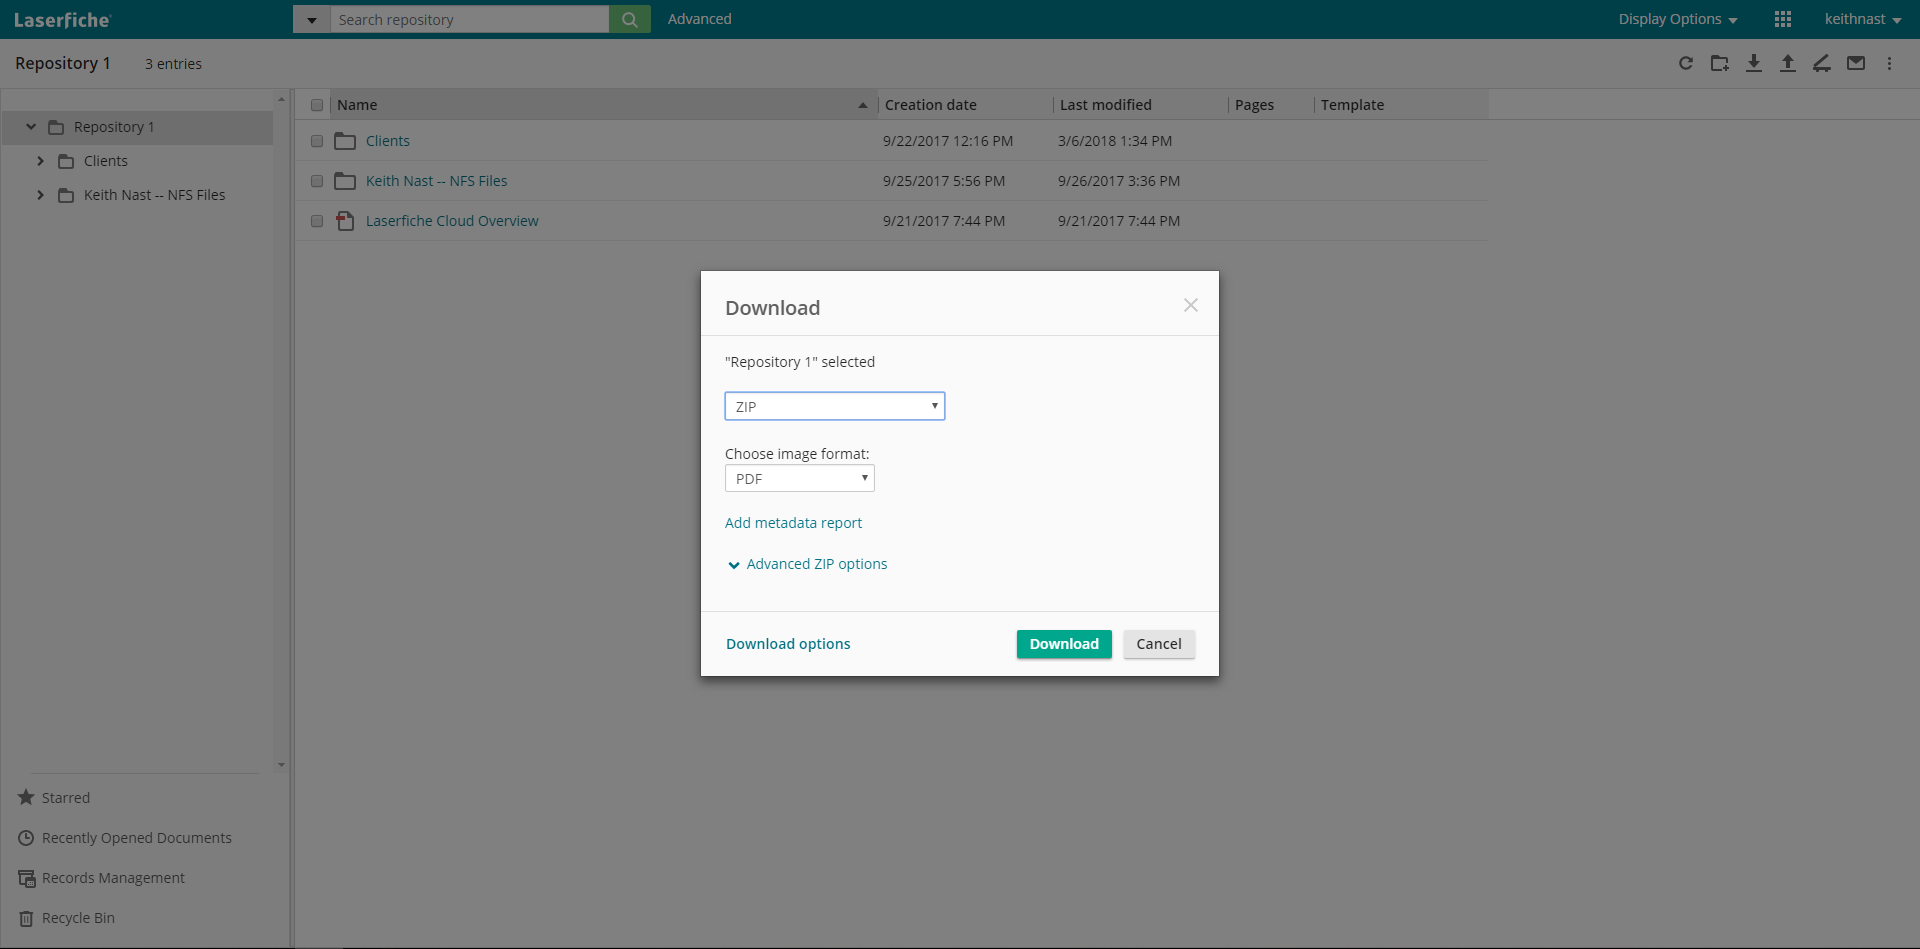 Laserfiche
Search repository
Advanced
Display Options
keithnast
Repository 1
3 entries
Repository 1
Clients
Keith Nast -- NFS Files
Name
Creation date
Last modified
Pages
Template
Clients
9/22/2017 12:16 PM
3/6/2018 1:34 PM
Keith Nast -- NFS Files
9/25/2017 5:56 PM
9/26/2017 3:36 PM
Laserfiche Cloud Overview
9/21/2017 7:44 PM
9/21/2017 7:44 PM
Download
"Repository 1" selected
ZIP
Choose image format:
PDF
Add metadata report
Advanced ZIP options
Download options
Download
Cancel
Starred
Recently Opened Documents
Records Management
Recycle Bin